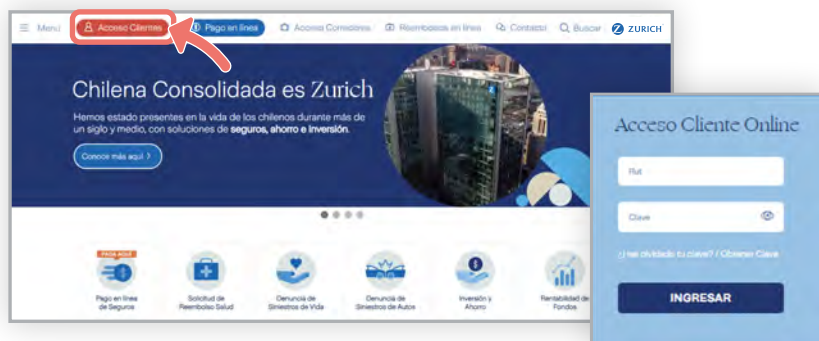 Menú
Acceso Clientes
Pago en línea
Acceso Corredores
Reembolsos en línea
Contacto
Buscar
ZURICH
Chilena Consolidada es Zurich
Hemos estado presentes en la vida de los chilenos durante más de
un siglo y medio, con soluciones de seguros, ahorro e inversión.
Conoce más aquí >
PAGA AQUÍ
Pago en línea
de Seguros
Solicitud de
Reembolso Salud
Denuncia de
Siniestros de Vida
Denuncia de
Siniestros de Autos
Inversión y
Ahorro
Rentabilidad de
Fondos
Acceso Cliente Online
Rut
Clave
olvidado tu clave? / Obtener Clave
INGRESAR